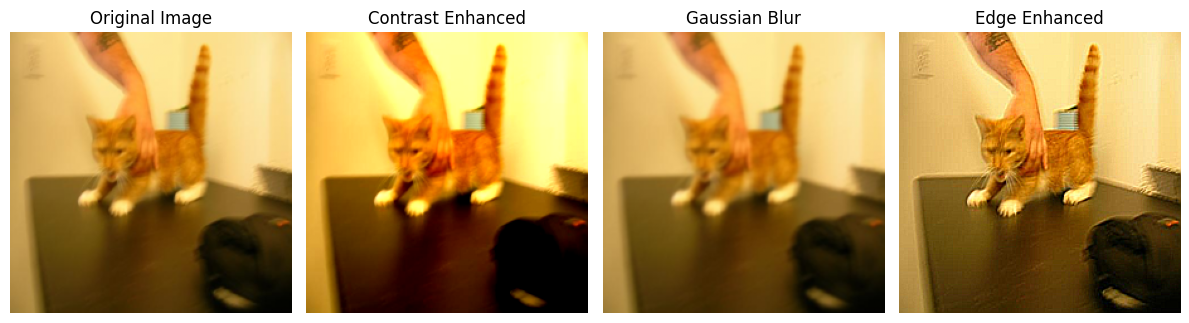 Original Image
Contrast Enhanced
Gaussian Blur
Edge Enhanced